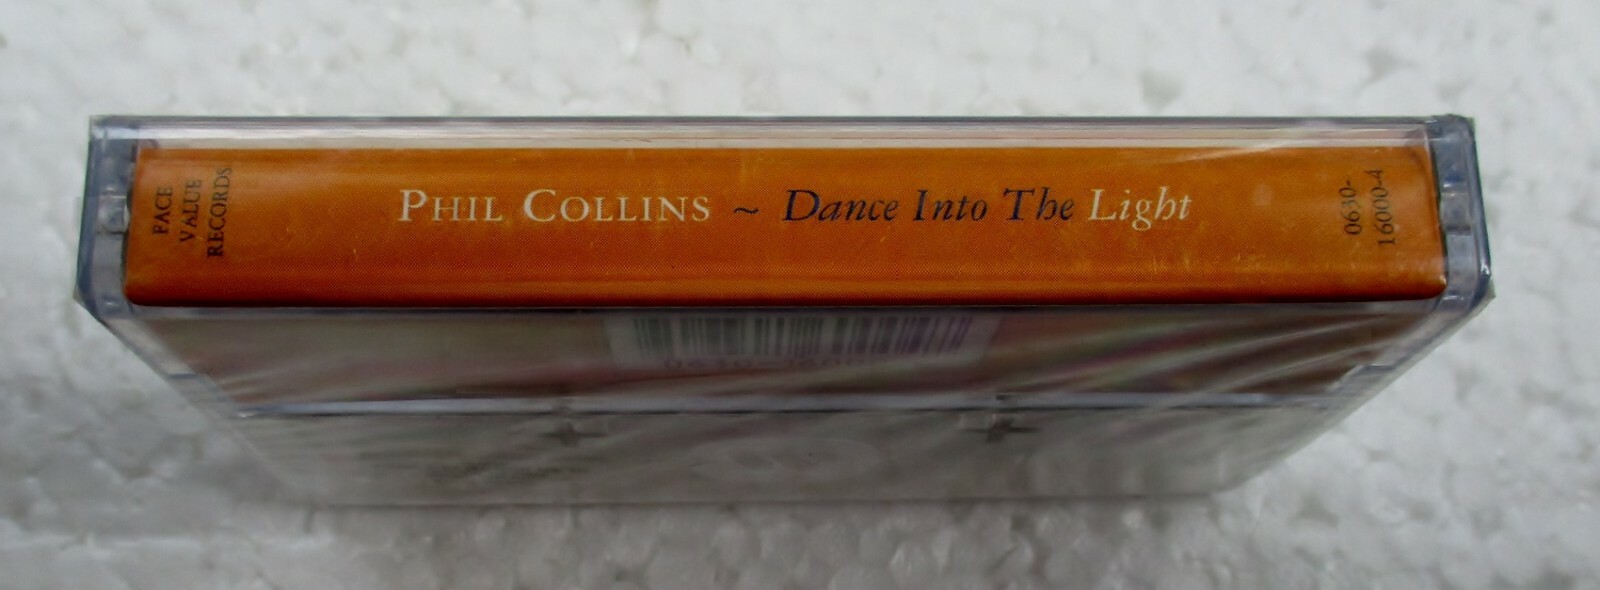 FACE
VALUE
RECORDS
PHIL COLLINS ~ Dance Into The Light
0630-
16000-4